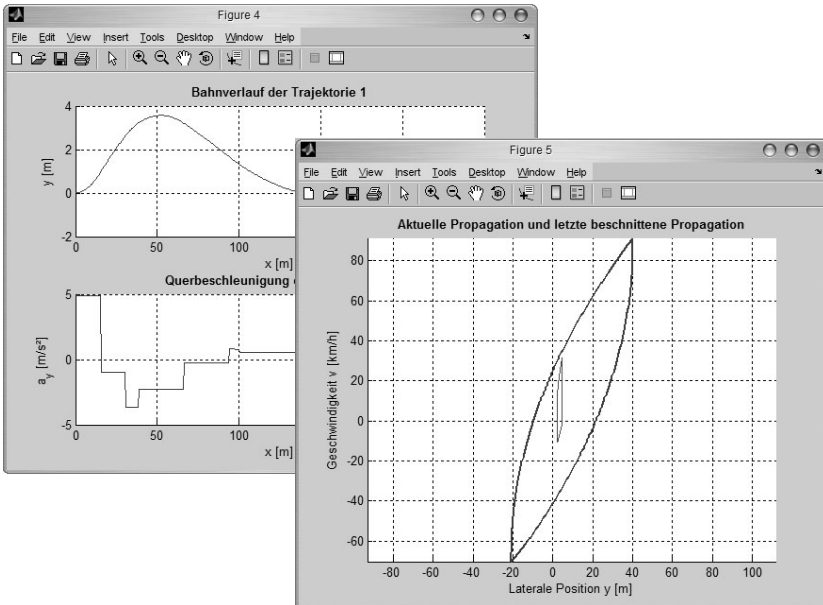 Figure 4
File Edit View Insert Tools Desktop Window Help
Bahnverlauf der Trajektorie 1
4
2
0
-2
y [m]
0 50 100
x [m]
Querbeschleunigung
5
0
-5
a_y [m/s²]
0 50 100
x [m]
Figure 5
File Edit View Insert Tools Desktop Window Help
Aktuelle Propagation und letzte beschnittene Propagation
80
60
40
20
0
-20
-40
-60
Geschwindigkeit v [km/h]
-80 -60 -40 -20 0 20 40 60 80 100
Laterale Position y [m]